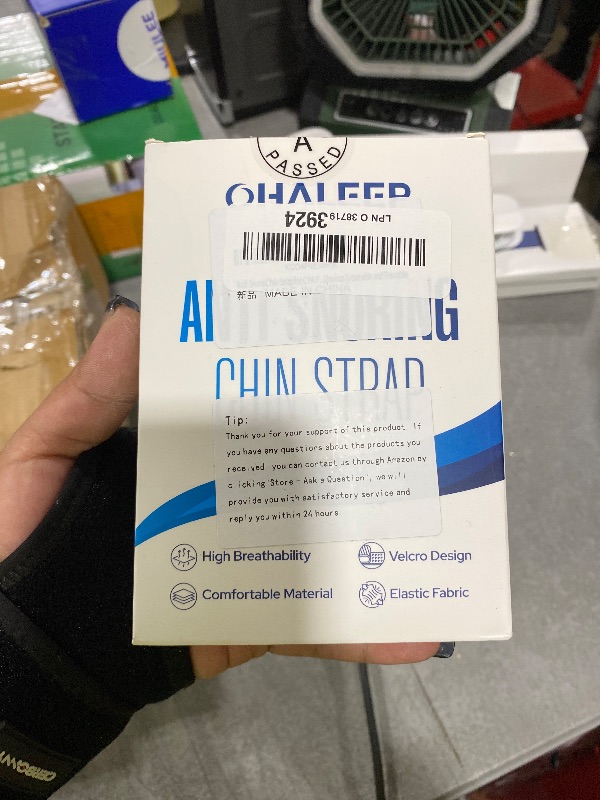 MIULEE
A
PASSED
QHALEEP
LPN O 38719 3924
新品 MADE IN
ANTI SNORING
CHIN STRAP
Tip:
Thank you for your support of this product. If
you have any questions about the products you
received, you can contact us through Amazon by
clicking 'Store - Ask a Question', we will
provide you with satisfactory service and
reply you within 24 hours
High Breathability
Velcro Design
Comfortable Material
Elastic Fabric